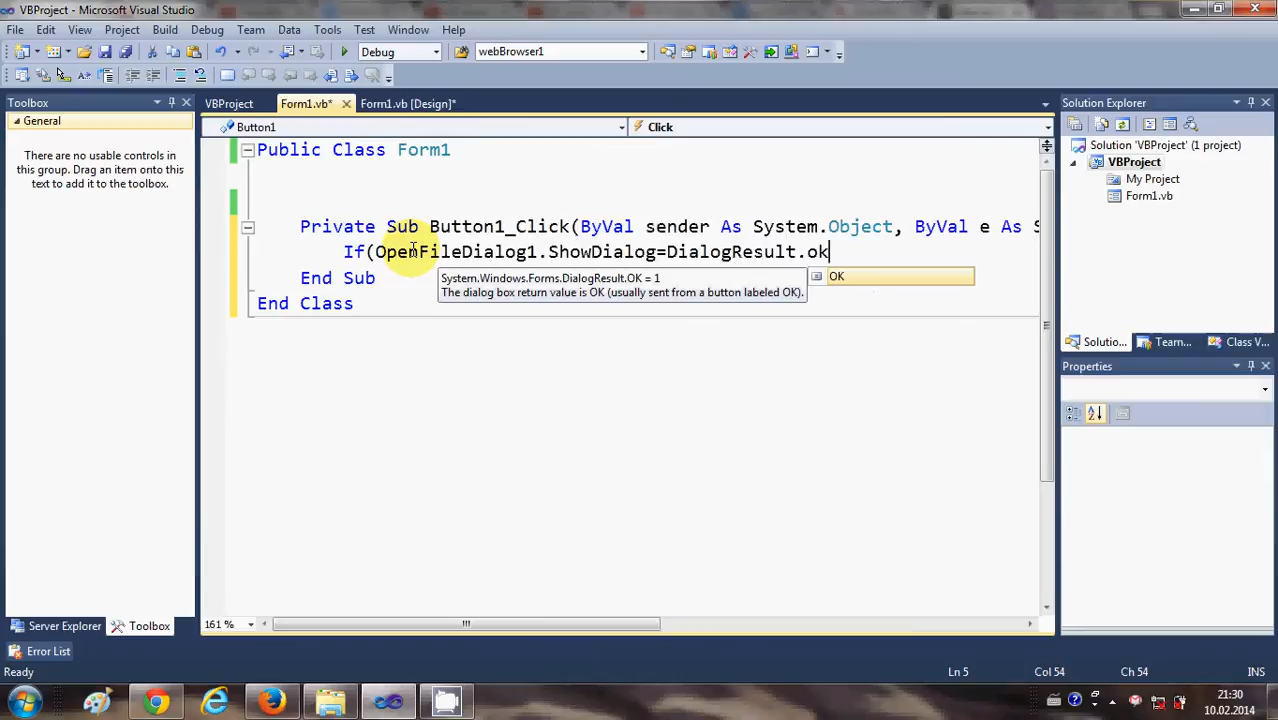 VBProject - Microsoft Visual Studio
File Edit View Project Build Debug Team Data Tools Test Window Help
Debug webBrowser1
Toolbox
VBProject Form1.vb* Form1.vb [Design]*
Solution Explorer
General
Button1 Click
There are no usable controls in this group. Drag an item onto this text to add it to the toolbox.
Solution 'VBProject' (1 project)
VBProject
My Project
Form1.vb
Public Class Form1
Private Sub Button1_Click(ByVal sender As System.Object, ByVal e As S
If(OpenFileDialog1.ShowDialog=DialogResult.ok
End Sub
End Class
System.Windows.Forms.DialogResult.OK = 1
The dialog box return value is OK (usually sent from a button labeled OK).
OK
Solutio... Team... Class V...
Properties
161 %
Server Explorer Toolbox
Error List
Ready Ln 5 Col 54 Ch 54 INS
21:30
10.02.2014